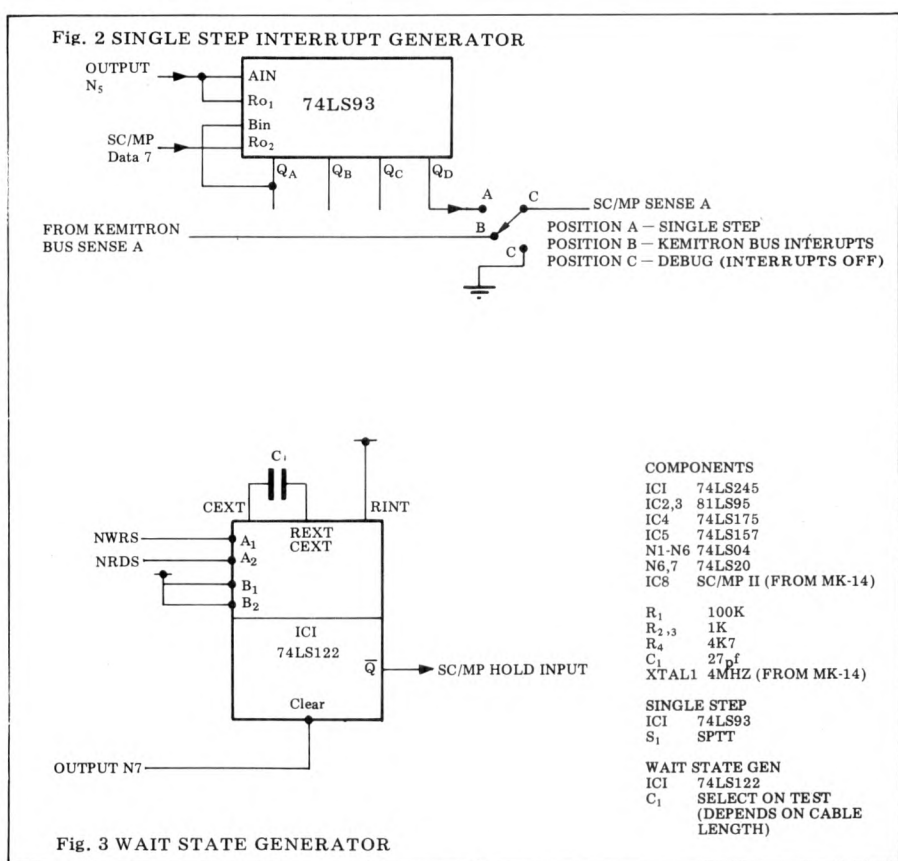 Fig. 2 SINGLE STEP INTERRUPT GENERATOR
OUTPUT
N5
AIN
Ro1
74LS93
Bin
SC/MP
Data 7
Ro2
QA
QB
QC
QD
A
C
SC/MP SENSE A
FROM KEMITRON
BUS SENSE A
B
POSITION A — SINGLE STEP
POSITION B — KEMITRON BUS INTERUPTS
C
POSITION C — DEBUG (INTERRUPTS OFF)
C1
CEXT
RINT
REXT
CEXT
NWRS
A1
NRDS
A2
B1
B2
ICI
74LS122
Q̅
SC/MP HOLD INPUT
Clear
OUTPUT N7
COMPONENTS
ICI 74LS245
IC2,3 81LS95
IC4 74LS175
IC5 74LS157
N1-N6 74LS04
N6,7 74LS20
IC8 SC/MP II (FROM MK-14)
R1 100K
R2,3 1K
R4 4K7
C1 27pf
XTAL1 4MHZ (FROM MK-14)
SINGLE STEP
ICI 74LS93
S1 SPTT
WAIT STATE GEN
ICI 74LS122
C1 SELECT ON TEST
(DEPENDS ON CABLE
LENGTH)
Fig. 3 WAIT STATE GENERATOR